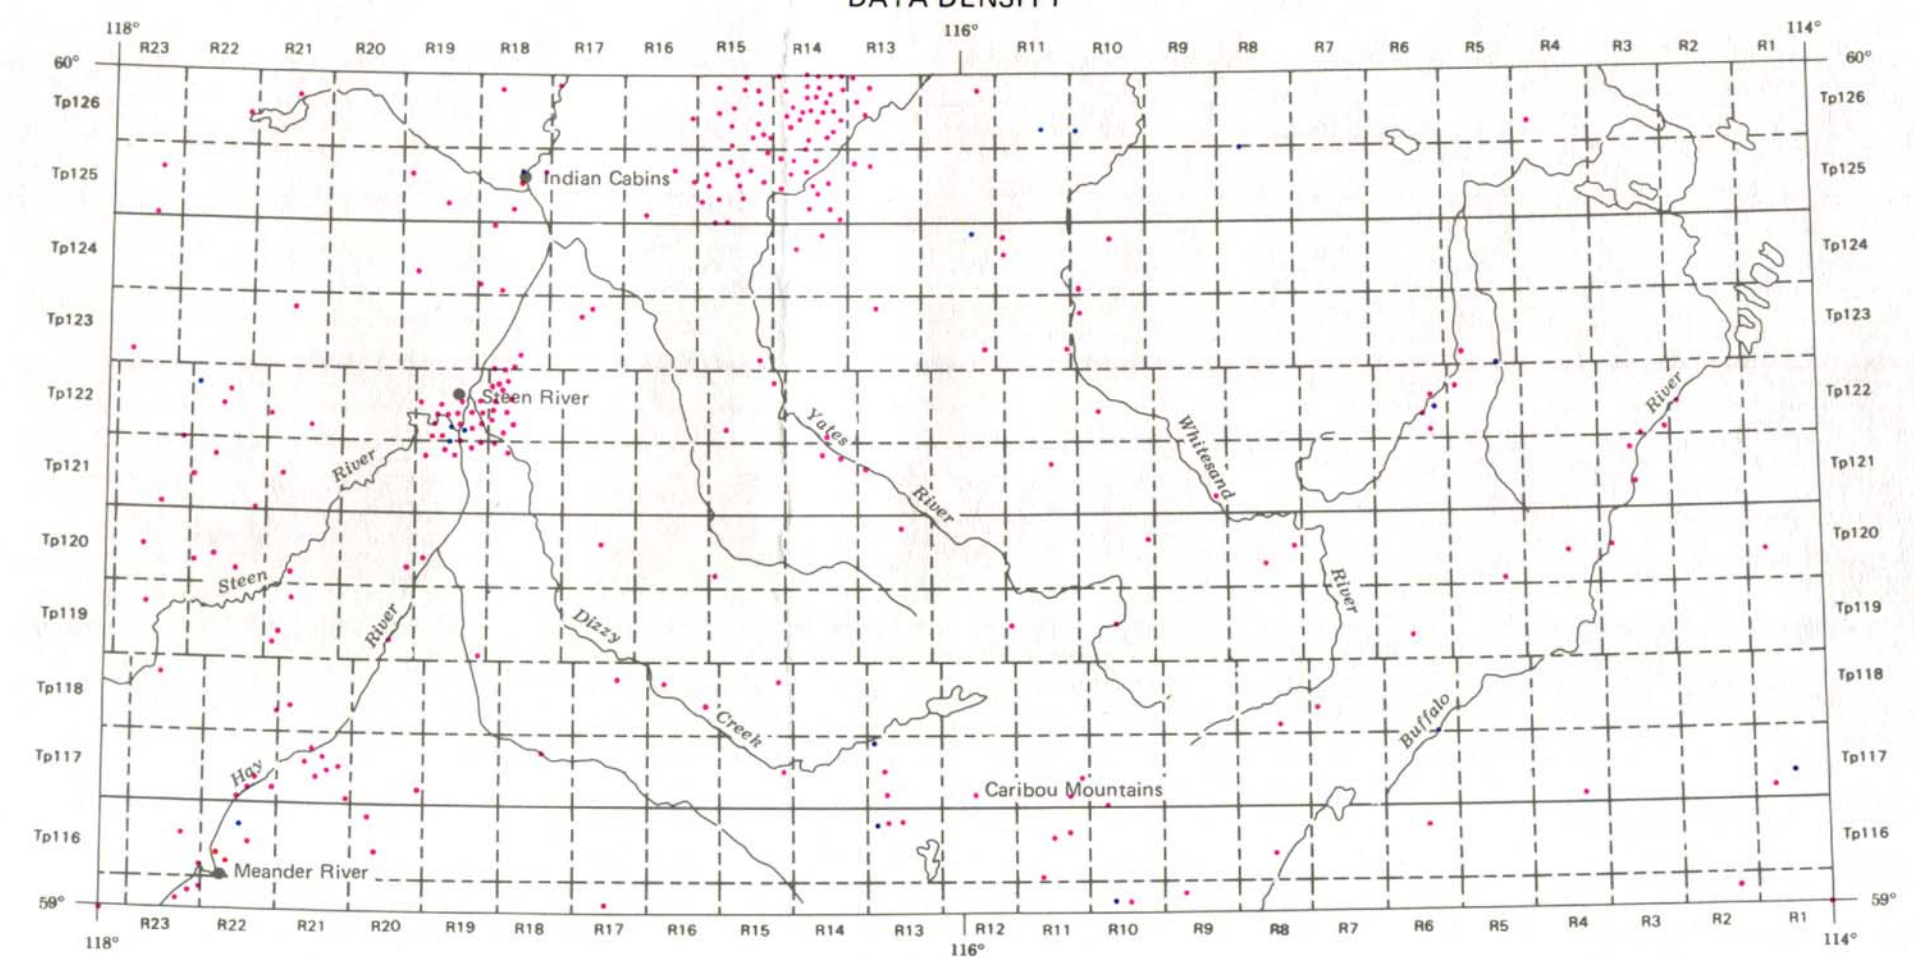 DATA DENSITY
118° 116° 114°
R23 R22 R21 R20 R19 R18 R17 R16 R15 R14 R13 R11 R10 R9 R8 R7 R6 R5 R4 R3 R2 R1
60° 60°
Tp126 Tp126
Tp125 Indian Cabins Tp125
Tp124 Tp124
Tp123 Tp123
Tp122 Steen River River Tp122
Yates Whitesand
Tp121 River Tp121
River
Tp120 Tp120
Steen River
Tp119 River Dizzy Tp119
Tp118 Tp118
Creek Buffalo
Tp117 Tp117
Hay Caribou Mountains
Tp116 Tp116
Meander River
59° 59°
R23 R22 R21 R20 R19 R18 R17 R16 R15 R14 R13 R12 R11 R10 R9 R8 R7 R6 R5 R4 R3 R2 R1
118° 116° 114°